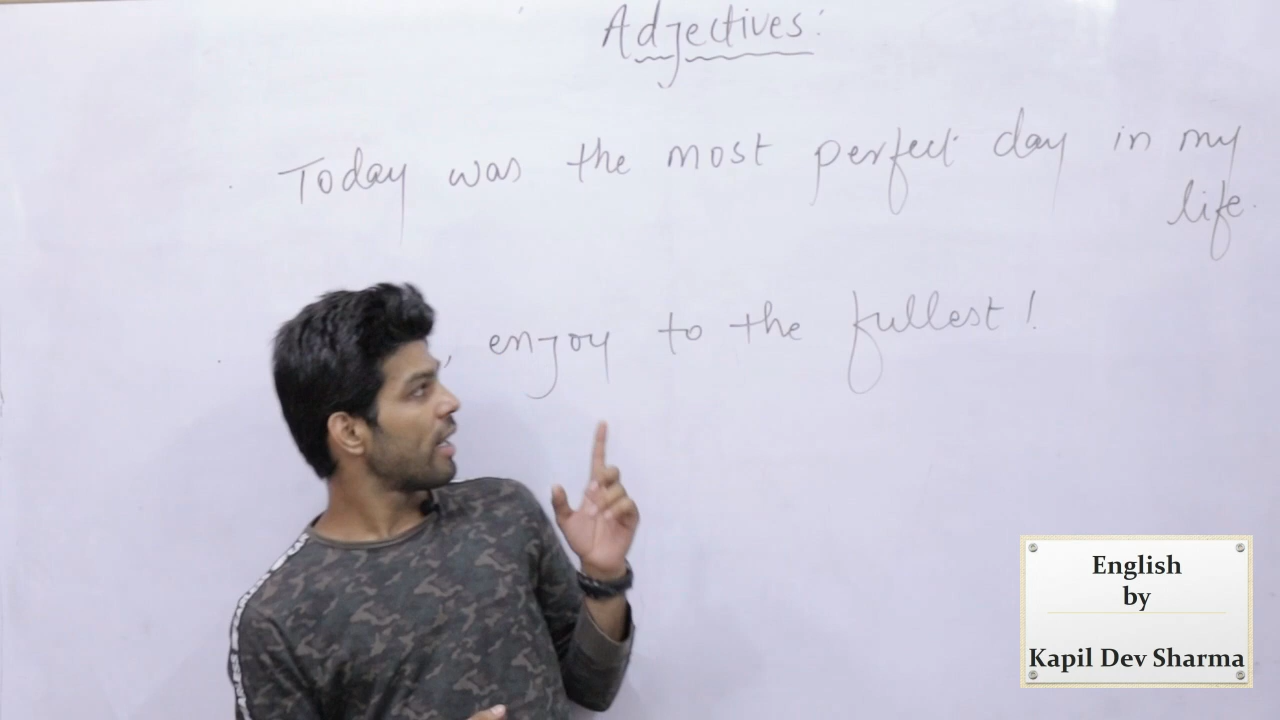 Adjectives:
Today was the most perfect day in my
life.
, enjoy to the fullest!
English
by
Kapil Dev Sharma